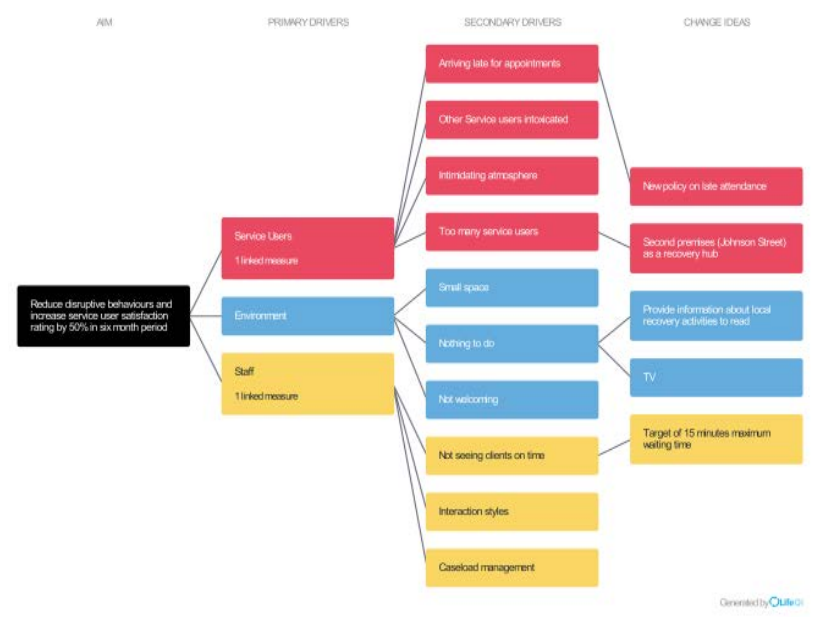 AIM
PRIMARY DRIVERS
SECONDARY DRIVERS
CHANGE IDEAS
Reduce disruptive behaviours and
increase service user satisfaction
rating by 50% in six month period
Service Users
1 linked measure
Environment
Staff
1 linked measure
Arriving late for appointments
Other Service users intoxicated
Intimidating atmosphere
Too many service users
Small space
Nothing to do
Not welcoming
Not seeing clients on time
Interaction styles
Caseload management
New policy on late attendance
Second premises (Johnson Street)
as a recovery hub
Provide information about local
recovery activities to read
TV
Target of 15 minutes maximum
waiting time
Generated by LifeQI